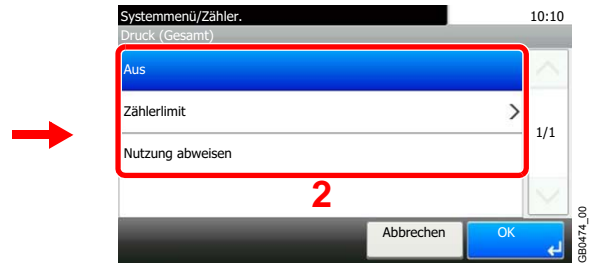 Systemmenü/Zähler.
10:10
Druck (Gesamt)
Aus
Zählerlimit
1/1
Nutzung abweisen
2
Abbrechen
OK
GB0474_00